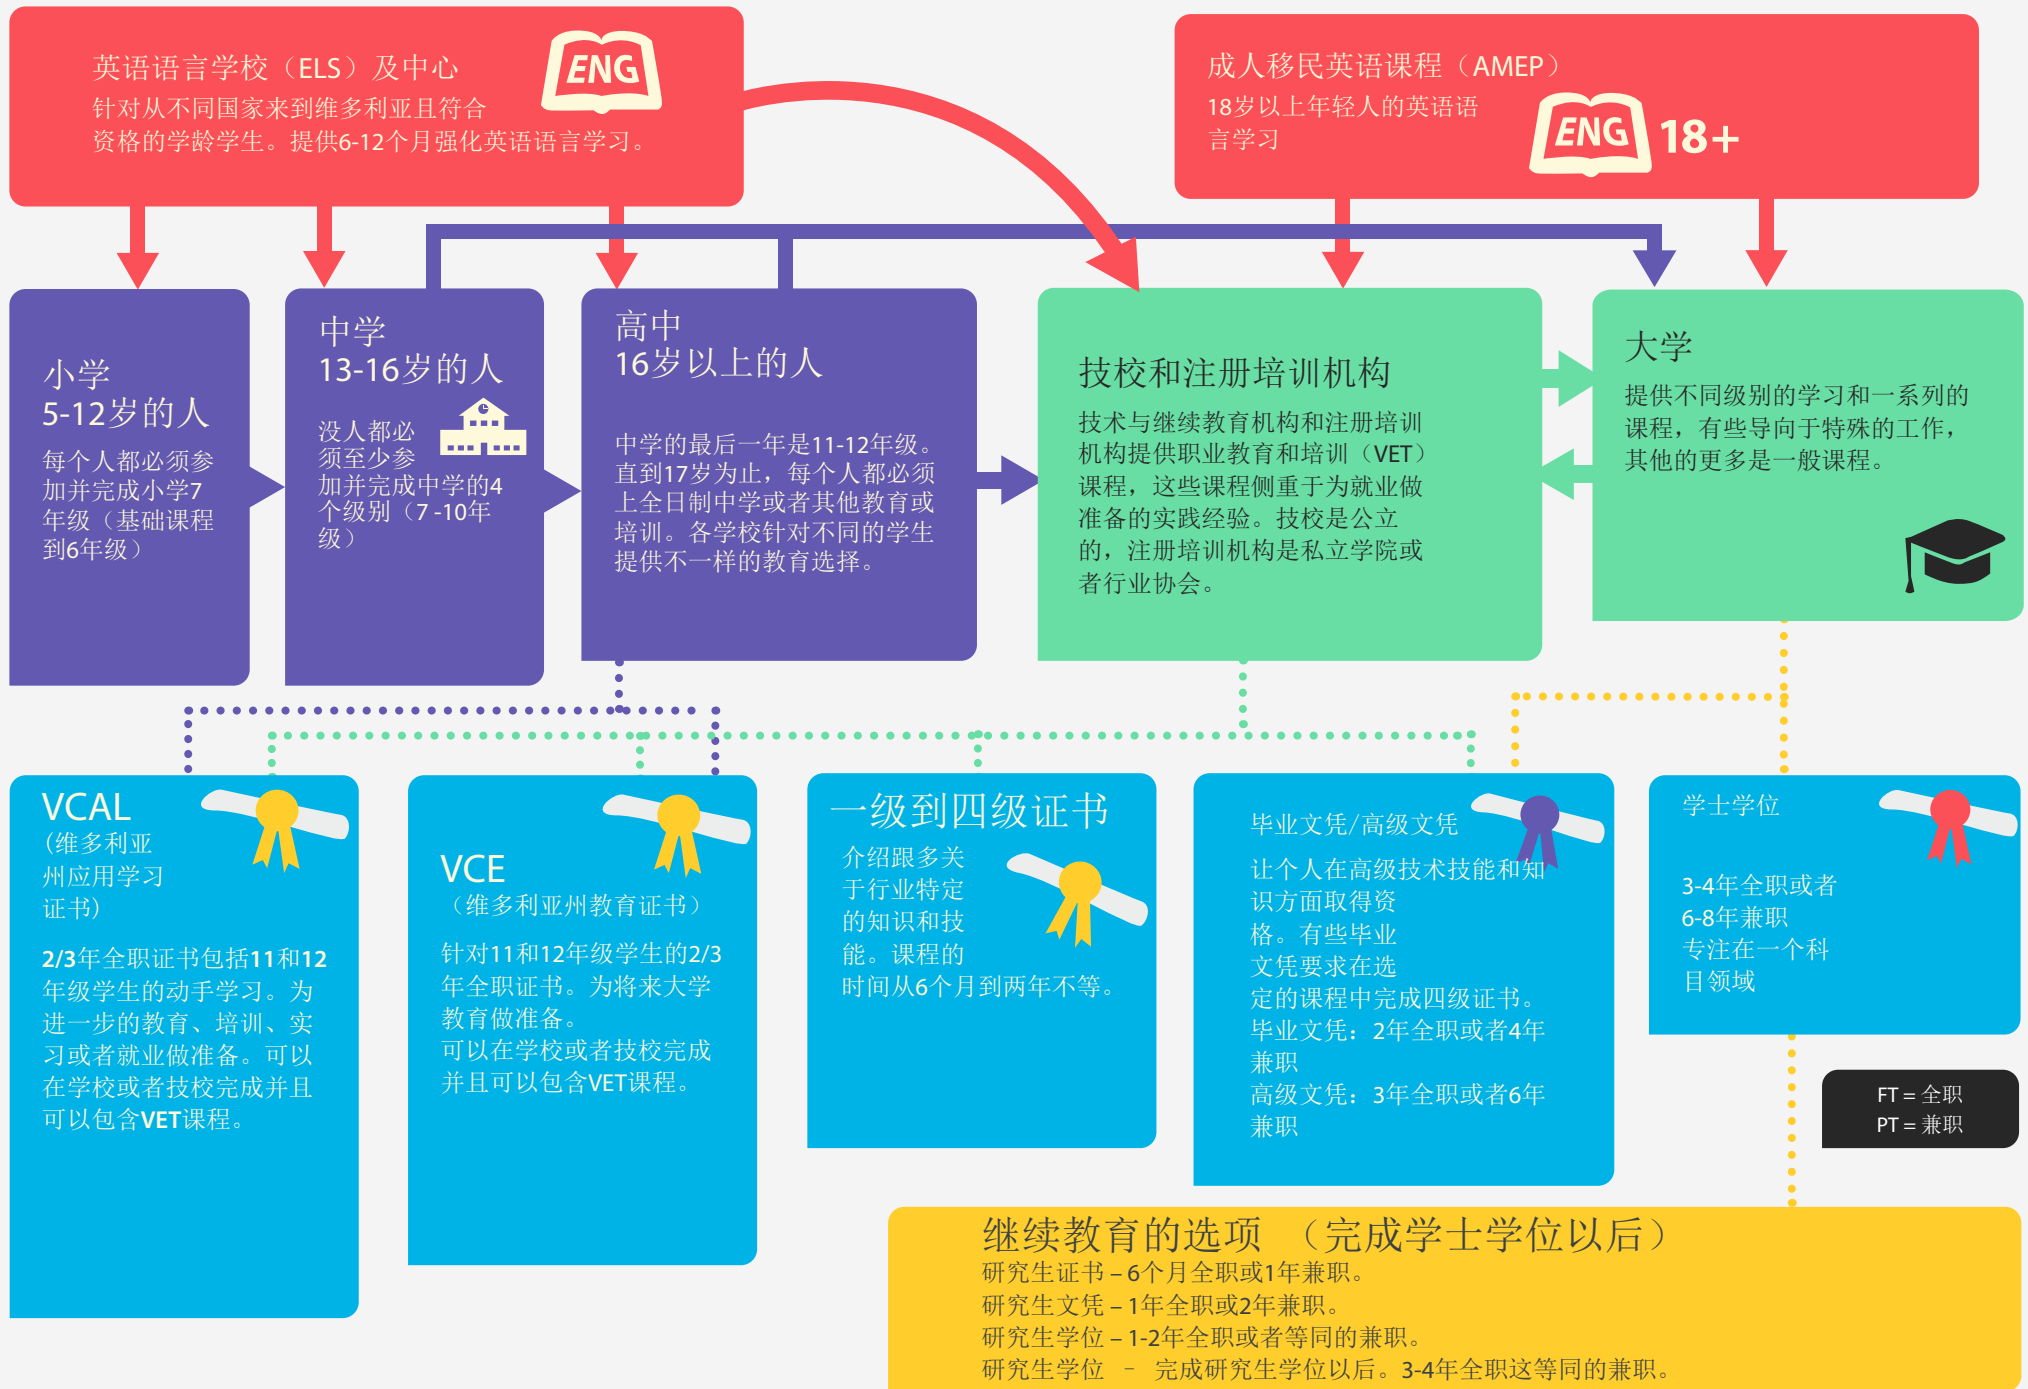 英语语言学校（ELS）及中心
针对从不同国家来到维多利亚且符合
资格的学龄学生。提供6-12个月强化英语语言学习。
ENG
成人移民英语课程（AMEP）
18岁以上年轻人的英语语
言学习
ENG 18+
小学
5-12岁的人
每个人都必须参
加并完成小学7
年级（基础课程
到6年级）
中学
13-16岁的人
没人都必
须至少参
加并完成中学的4
个级别（7 -10年
级）
高中
16岁以上的人
中学的最后一年是11-12年级。
直到17岁为止，每个人都必须
上全日制中学或者其他教育或
培训。各学校针对不同的学生
提供不一样的教育选择。
技校和注册培训机构
技术与继续教育机构和注册培训
机构提供职业教育和培训（VET）
课程，这些课程侧重于为就业做
准备的实践经验。技校是公立
的，注册培训机构是私立学院或
者行业协会。
大学
提供不同级别的学习和一系列的
课程，有些导向于特殊的工作，
其他的更多是一般课程。
VCAL
(维多利亚
州应用学习
证书)
2/3年全职证书包括11和12
年级学生的动手学习。为
进一步的教育、培训、实
习或者就业做准备。可以
在学校或者技校完成并且
可以包含VET课程。
VCE
（维多利亚州教育证书）
针对11和12年级学生的2/3
年全职证书。为将来大学
教育做准备。
可以在学校或者技校完成
并且可以包含VET课程。
一级到四级证书
介绍跟多关
于行业特定
的知识和技
能。课程的
时间从6个月到两年不等。
毕业文凭/高级文凭
让个人在高级技术技能和知
识方面取得资
格。有些毕业
文凭要求在选
定的课程中完成四级证书。
毕业文凭：2年全职或者4年
兼职
高级文凭：3年全职或者6年
兼职
学士学位
3-4年全职或者
6-8年兼职
专注在一个科
目领域
FT = 全职
PT = 兼职
继续教育的选项 （完成学士学位以后）
研究生证书 – 6个月全职或1年兼职。
研究生文凭 – 1年全职或2年兼职。
研究生学位 – 1-2年全职或者等同的兼职。
研究生学位 – 完成研究生学位以后。3-4年全职这等同的兼职。